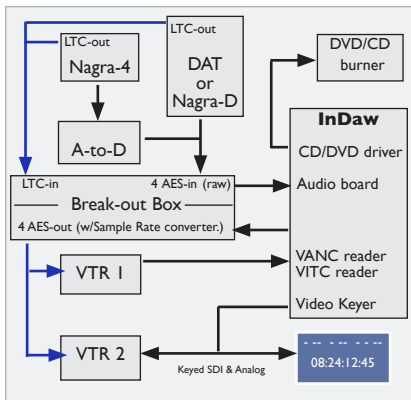 LTC-out
LTC-out
Nagra-4
DAT
or
Nagra-D
DVD/CD
burner
A-to-D
InDaw
CD/DVD driver
LTC-in
4 AES-in (raw)
Audio board
Break-out Box
4 AES-out (w/Sample Rate converter.)
VTR 1
VANC reader
VITC reader
Video Keyer
VTR 2
Keyed SDI & Analog
-- -- -- --
08:24:12:45